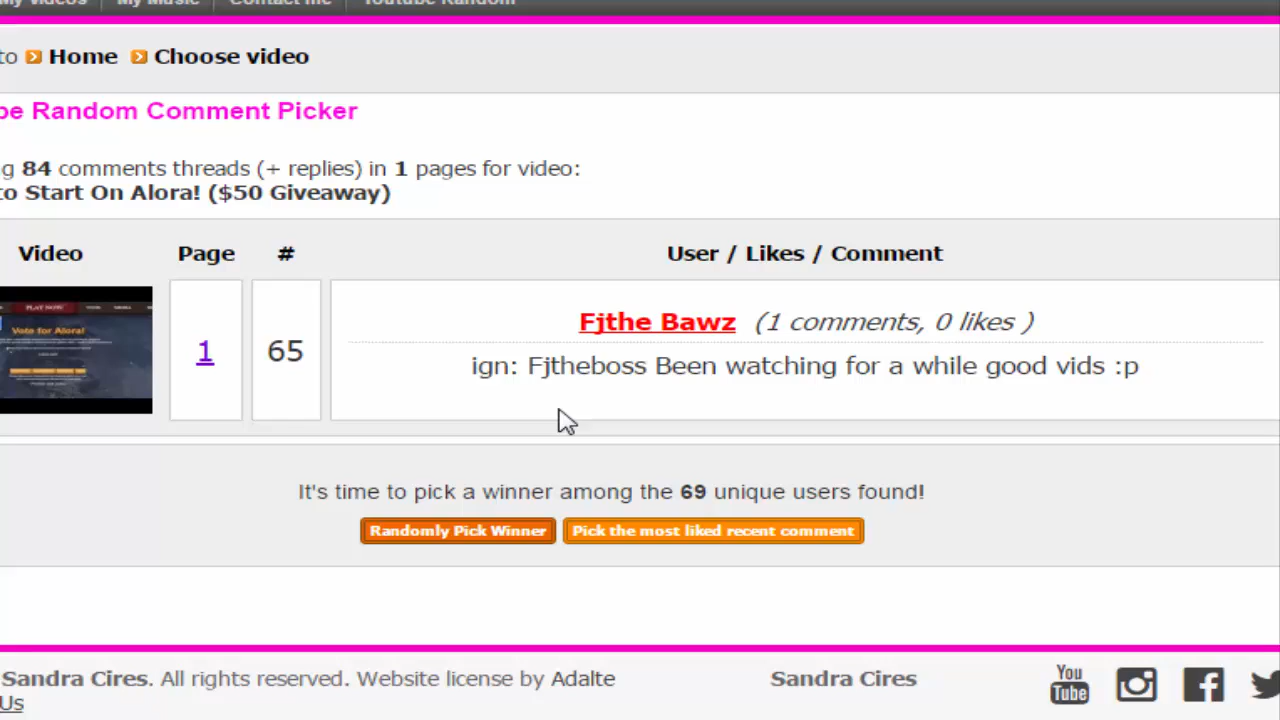 My Videos My Music Contact me Youtube Random
to Home Choose video
be Random Comment Picker
g 84 comments threads (+ replies) in 1 pages for video:
to Start On Alora! ($50 Giveaway)
Video Page # User / Likes / Comment
PLAY NOW!
Vote for Alora!
1 65
Fjthe Bawz (1 comments, 0 likes )
ign: Fjtheboss Been watching for a while good vids :p
It's time to pick a winner among the 69 unique users found!
Randomly Pick Winner Pick the most liked recent comment
Sandra Cires. All rights reserved. Website license by Adalte
Us
Sandra Cires
You
Tube